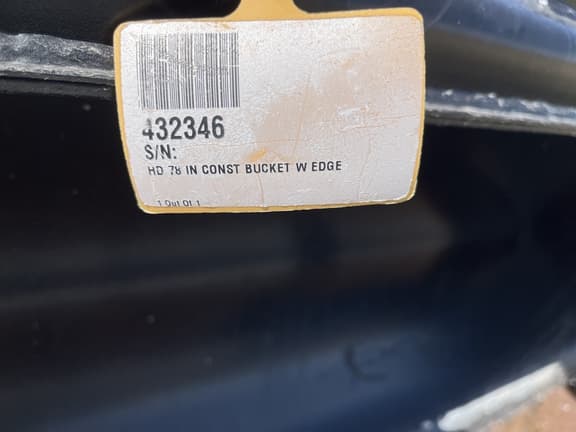 432346
S/N:
HD 78 IN CONST BUCKET W EDGE
1 Out Of 1